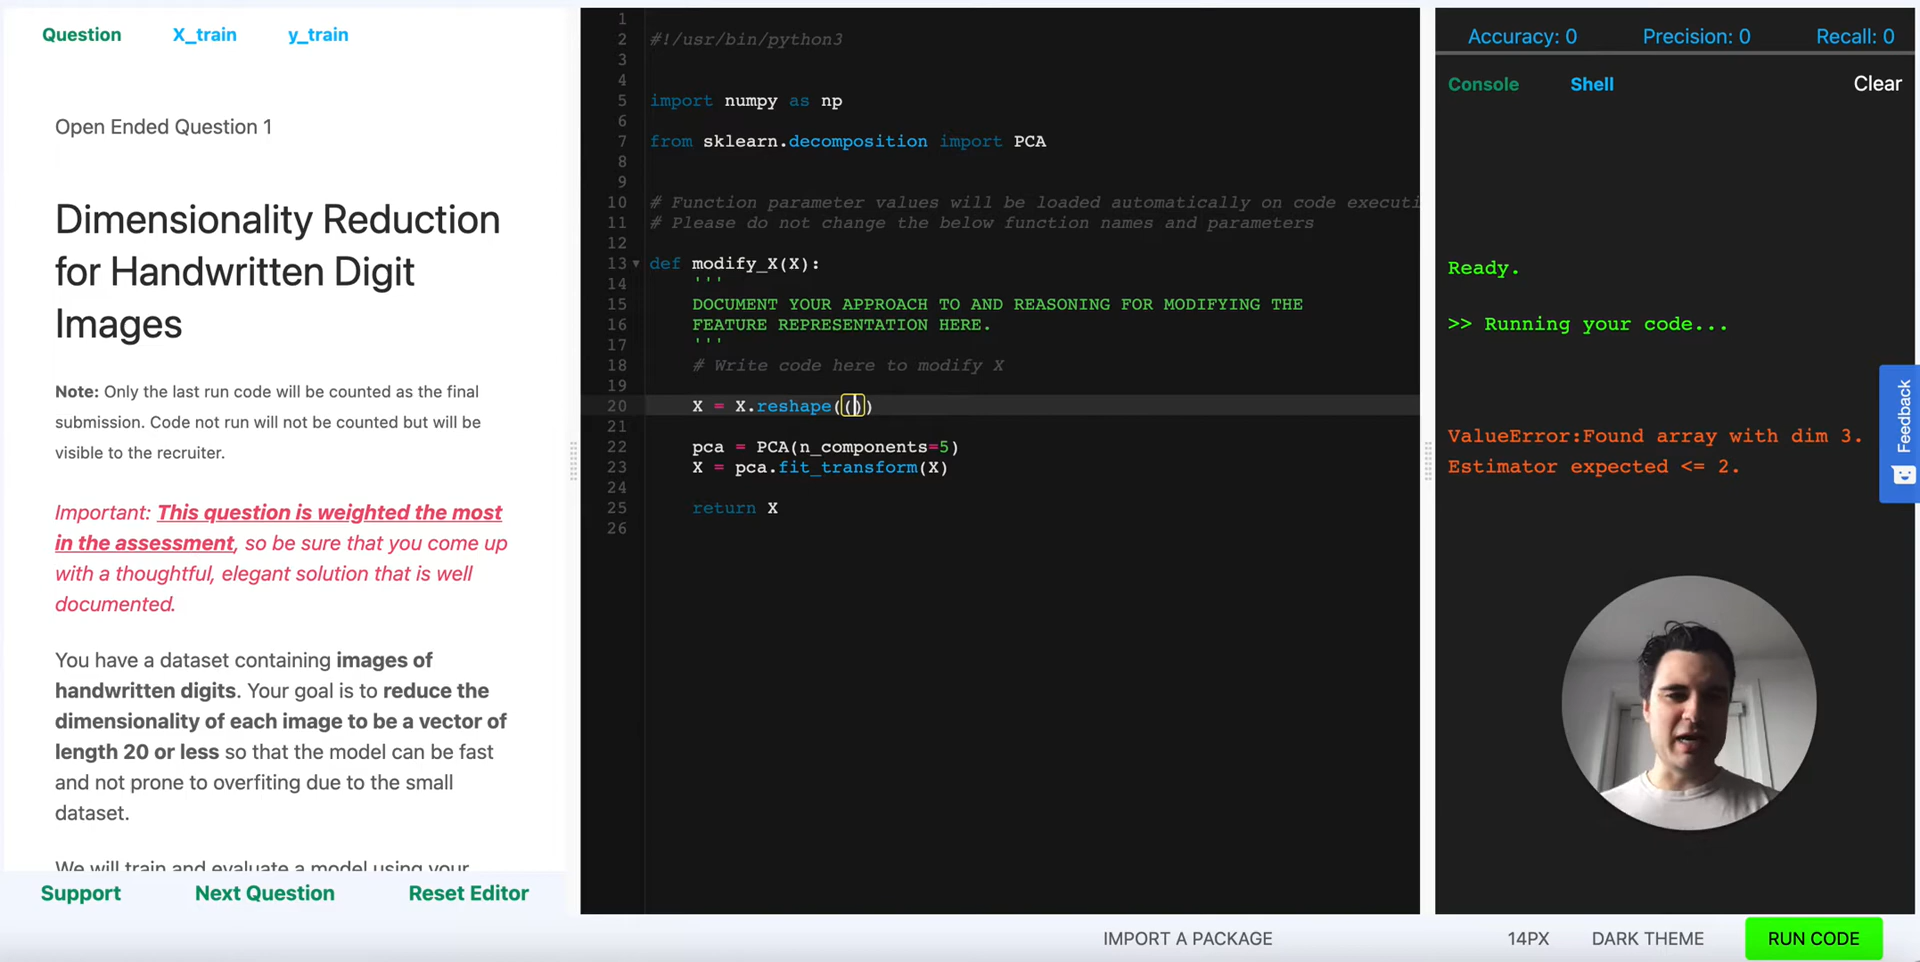 Question X_train y_train
Open Ended Question 1
Dimensionality Reduction
for Handwritten Digit
Images
Note: Only the last run code will be counted as the final
submission. Code not run will not be counted but will be
visible to the recruiter.
Important: This question is weighted the most
in the assessment, so be sure that you come up
with a thoughtful, elegant solution that is well
documented.
You have a dataset containing images of
handwritten digits. Your goal is to reduce the
dimensionality of each image to be a vector of
length 20 or less so that the model can be fast
and not prone to overfiting due to the small
dataset.
We will train and evaluate a model using your
Support Next Question Reset Editor
1
2 #!/usr/bin/python3
3
4
5 import numpy as np
6
7 from sklearn.decomposition import PCA
8
9
10 # Function parameter values will be loaded automatically on code executi
11 # Please do not change the below function names and parameters
12
13 def modify_X(X):
14 '''
15 DOCUMENT YOUR APPROACH TO AND REASONING FOR MODIFYING THE
16 FEATURE REPRESENTATION HERE.
17 '''
18 # Write code here to modify X
19
20 X = X.reshape(())
21
22 pca = PCA(n_components=5)
23 X = pca.fit_transform(X)
24
25 return X
26
IMPORT A PACKAGE
Accuracy: 0 Precision: 0 Recall: 0
Console Shell Clear
Ready.
>> Running your code...
ValueError:Found array with dim 3.
Estimator expected <= 2.
Feedback
14PX DARK THEME RUN CODE